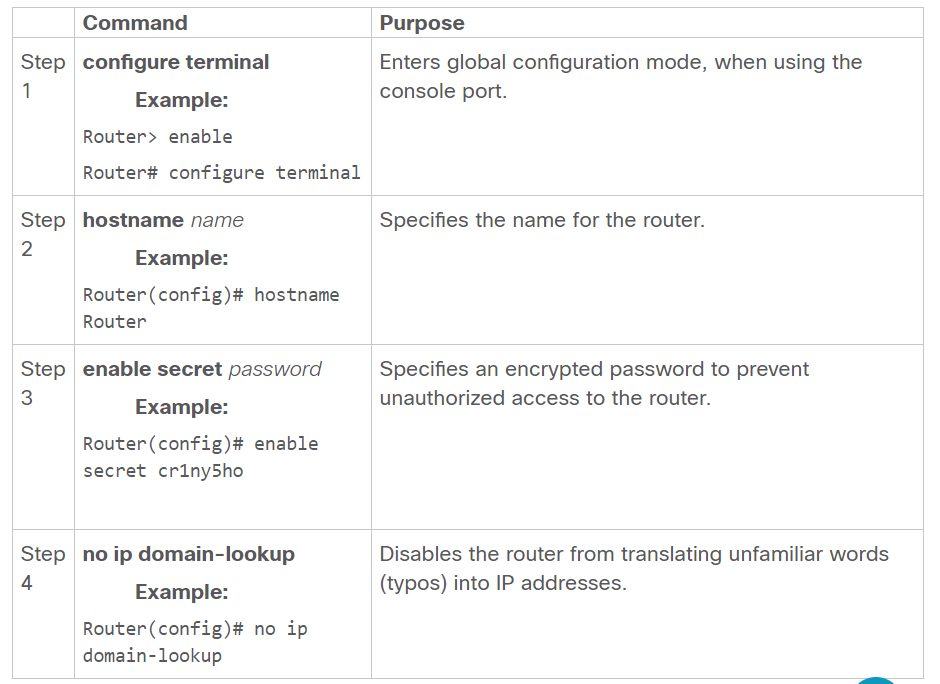 Command Purpose
Step 1
configure terminal
Example:
Router> enable
Router# configure terminal
Enters global configuration mode, when using the
console port.
Step 2
hostname name
Example:
Router(config)# hostname
Router
Specifies the name for the router.
Step 3
enable secret password
Example:
Router(config)# enable
secret cr1ny5ho
Specifies an encrypted password to prevent
unauthorized access to the router.
Step 4
no ip domain-lookup
Example:
Router(config)# no ip
domain-lookup
Disables the router from translating unfamiliar words
(typos) into IP addresses.